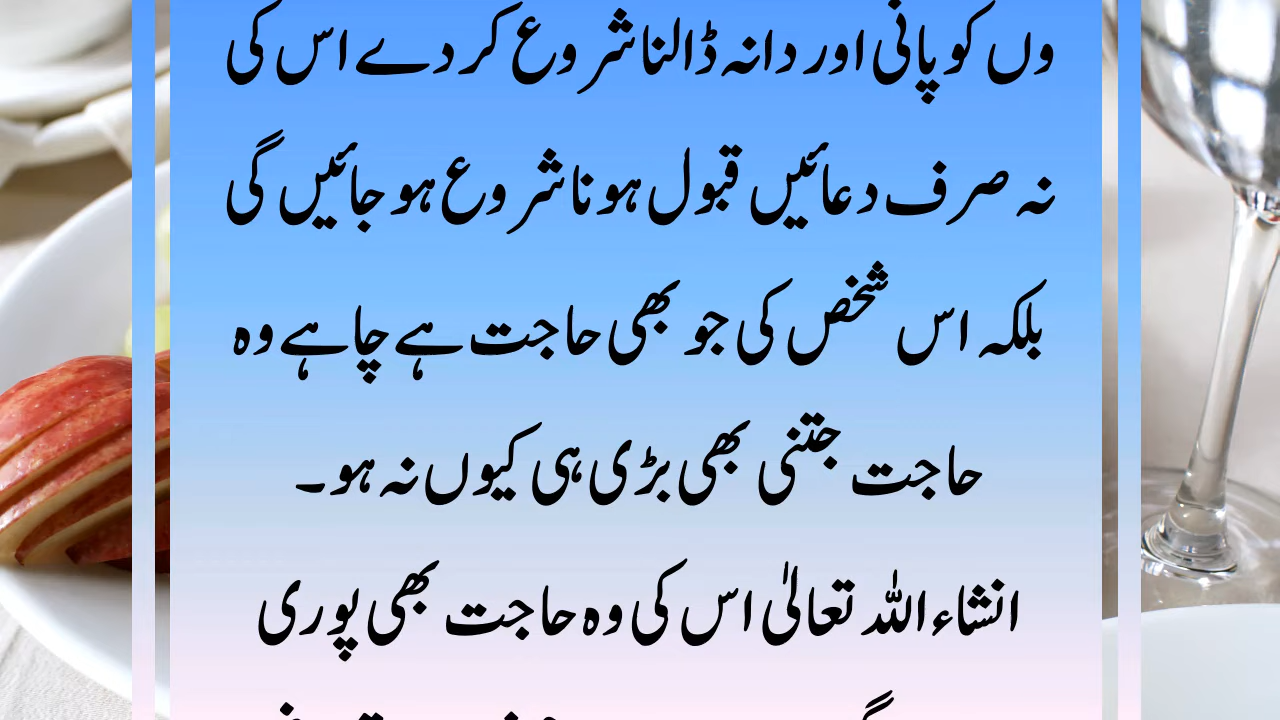 وں کو پانی اور دانہ ڈالنا شروع کر دے اس کی
نہ صرف دعائیں قبول ہونا شروع ہو جائیں گی
بلکہ اس شخص کی جو بھی حاجت ہے چاہے وہ
حاجت جتنی بھی بڑی ہی کیوں نہ ہو۔
انشاء اللہ تعالٰی اس کی وہ حاجت بھی پوری